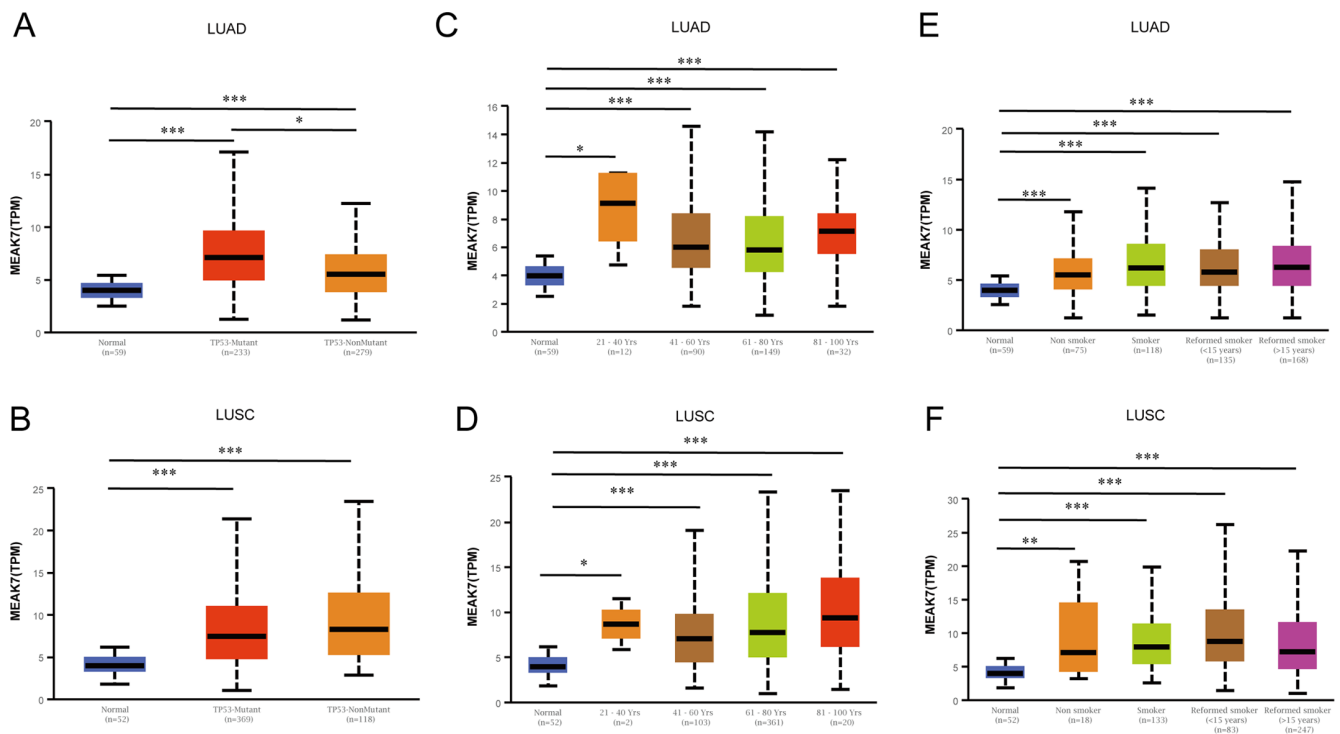 A
LUAD
***
***
*
MEAK7(TPM)
20
15
10
5
0
Normal
(n=59)
TP53-Mutant
(n=233)
TP53-NonMutant
(n=279)
C
LUAD
***
***
***
*
MEAK7(TPM)
16
14
12
10
8
6
4
2
0
Normal
(n=59)
21 - 40 Yrs
(n=12)
41 - 60 Yrs
(n=90)
61 - 80 Yrs
(n=149)
81 - 100 Yrs
(n=32)
E
LUAD
***
***
***
***
MEAK7(TPM)
20
15
10
5
0
Normal
(n=59)
Non smoker
(n=75)
Smoker
(n=118)
Reformed smoker
(<15 years)
(n=135)
Reformed smoker
(>15 years)
(n=168)
B
LUSC
***
***
MEAK7(TPM)
25
20
15
10
5
0
Normal
(n=52)
TP53-Mutant
(n=369)
TP53-NonMutant
(n=118)
D
LUSC
***
***
***
*
MEAK7(TPM)
25
20
15
10
5
0
Normal
(n=52)
21 - 40 Yrs
(n=2)
41 - 60 Yrs
(n=103)
61 - 80 Yrs
(n=361)
81 - 100 Yrs
(n=20)
F
LUSC
***
***
***
**
MEAK7(TPM)
30
25
20
15
10
5
0
Normal
(n=52)
Non smoker
(n=18)
Smoker
(n=133)
Reformed smoker
(<15 years)
(n=83)
Reformed smoker
(>15 years)
(n=247)